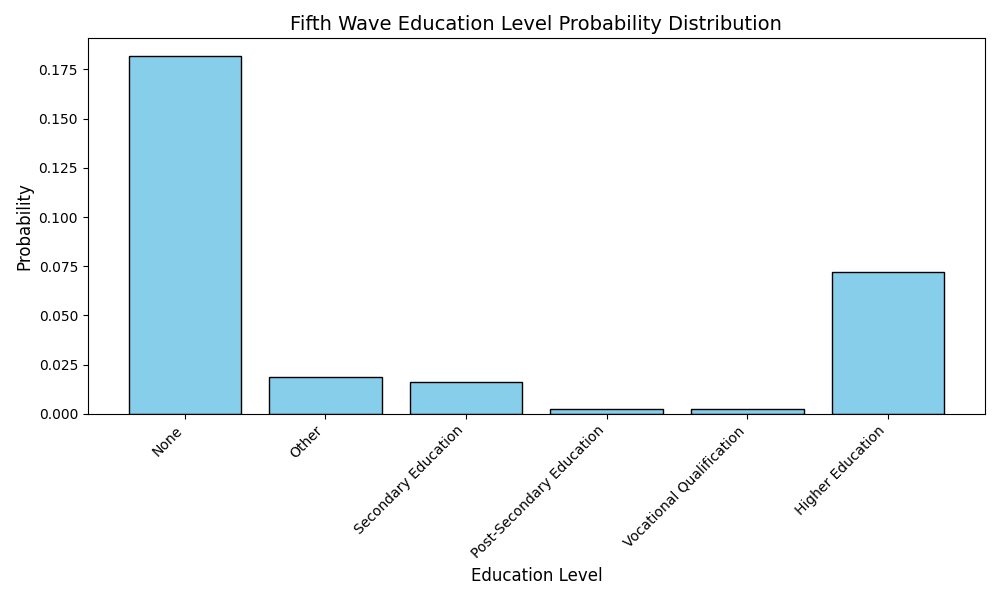 Fifth Wave Education Level Probability Distribution
Probability
0.175
0.150
0.125
0.100
0.075
0.050
0.025
0.000
None
Other
Secondary Education
Post-Secondary Education
Vocational Qualification
Higher Education
Education Level